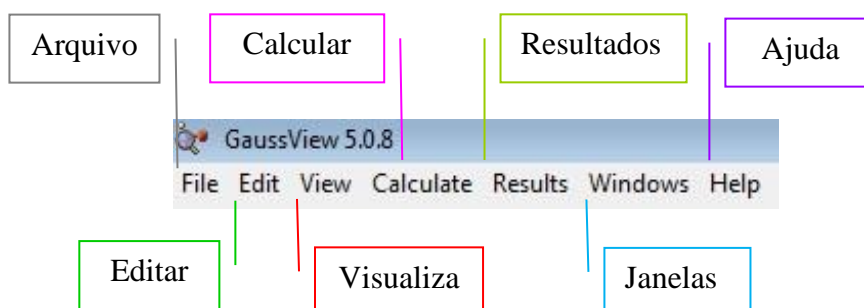 Arquivo Calcular Resultados Ajuda
GaussView 5.0.8
File Edit View Calculate Results Windows Help
Editar Visualiza Janelas